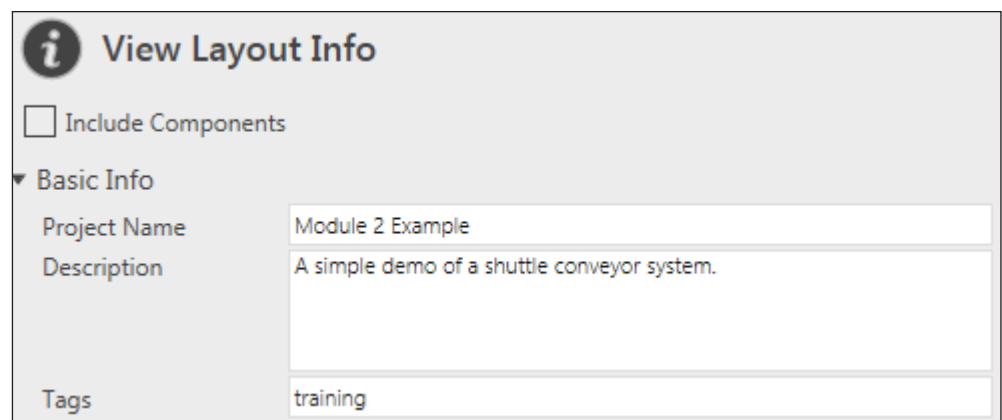 View Layout Info
Include Components
Basic Info
Project Name Module 2 Example
Description A simple demo of a shuttle conveyor system.
Tags training